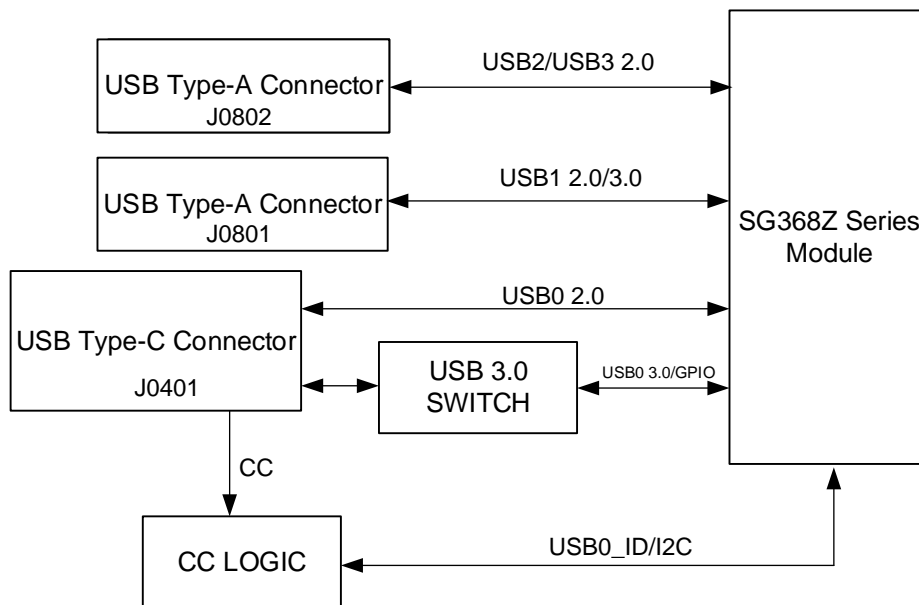 USB Type-A Connector
J0802
USB2/USB3 2.0
USB Type-A Connector
J0801
USB1 2.0/3.0
SG368Z Series
Module
USB Type-C Connector
J0401
USB0 2.0
USB 3.0
SWITCH
USB0 3.0/GPIO
CC
CC LOGIC
USB0_ID/I2C